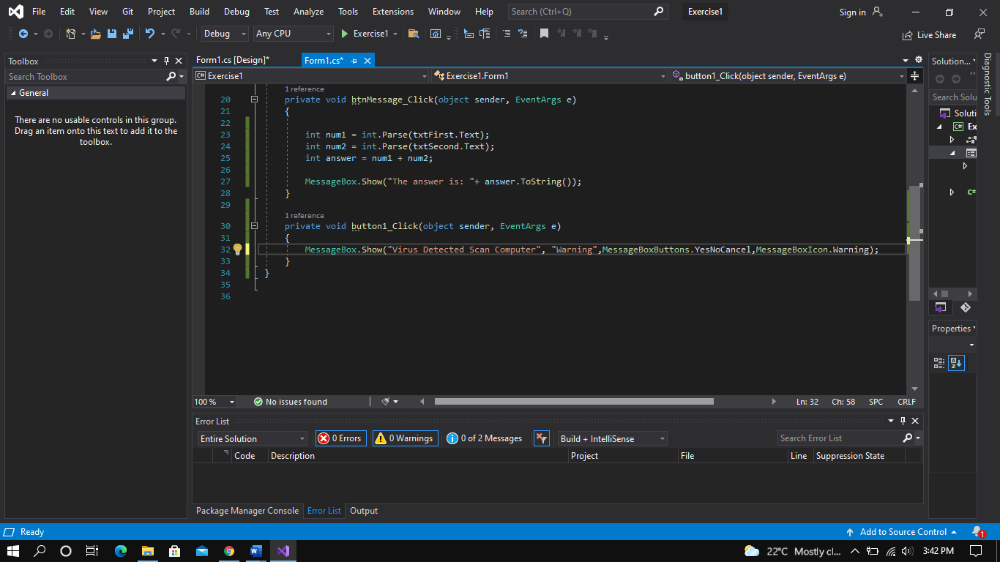 File Edit View Git Project Build Debug Test Analyze Tools Extensions Window Help Search (Ctrl+Q) Exercise1 Sign in
Debug Any CPU Exercise1 Live Share
Toolbox
Search Toolbox
General
There are no usable controls in this group.
Drag an item onto this text to add it to the
toolbox.
Form1.cs [Design]* Form1.cs*
Exercise1 Exercise1.Form1 button1_Click(object sender, EventArgs e)
1 reference
20 private void btnMessage_Click(object sender, EventArgs e)
21 {
22
23 int num1 = int.Parse(txtFirst.Text);
24 int num2 = int.Parse(txtSecond.Text);
25 int answer = num1 + num2;
26
27 MessageBox.Show("The answer is: "+ answer.ToString());
28 }
29
1 reference
30 private void button1_Click(object sender, EventArgs e)
31 {
32 MessageBox.Show("Virus Detected Scan Computer", "Warning",MessageBoxButtons.YesNoCancel,MessageBoxIcon.Warning);
33 }
34 }
35
36
100 % No issues found Ln: 32 Ch: 58 SPC CRLF
Error List
Entire Solution 0 Errors 0 Warnings 0 of 2 Messages Build + IntelliSense Search Error List
Code Description Project File Line Suppression State
Package Manager Console Error List Output
Solution...
Search Solu
Soluti
C# Ex
C#
Properties
Diagnostic Tools
Ready Add to Source Control 1
22°C Mostly cl... 3:42 PM